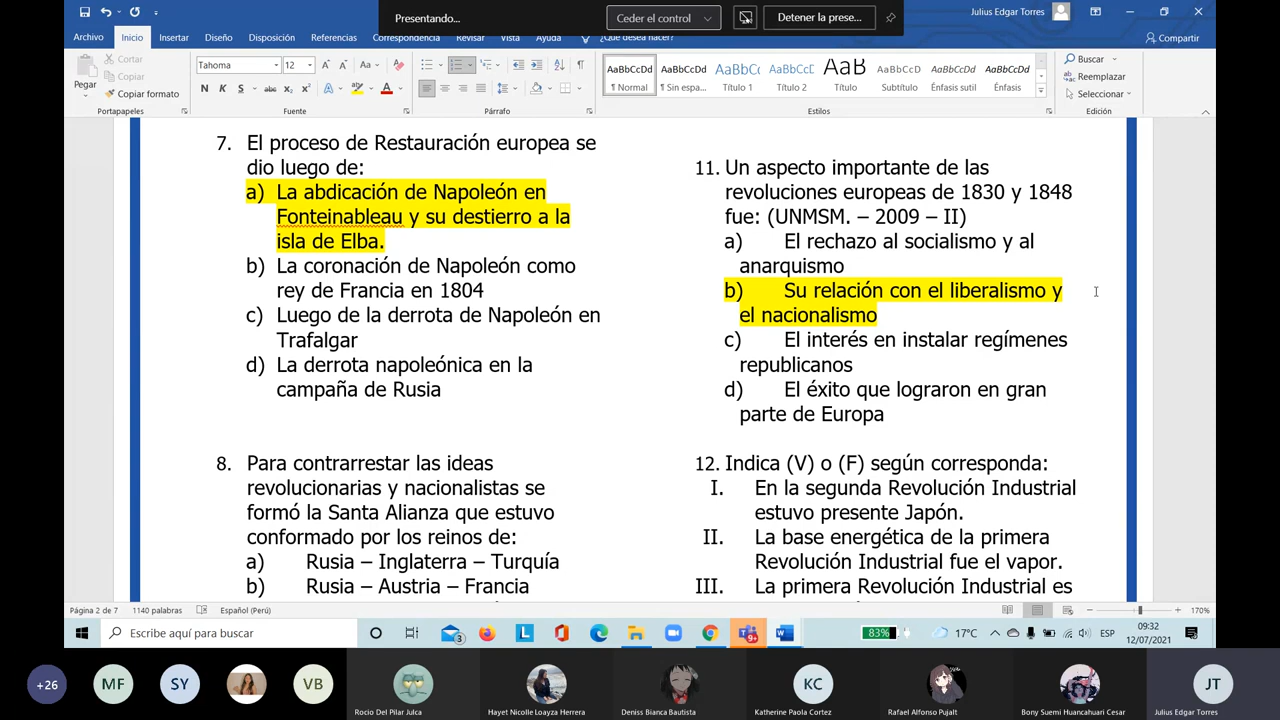 Presentando...
Ceder el control
Detener la prese...
Julius Edgar Torres
Archivo
Inicio
Insertar
Diseño
Disposición
Referencias
Correspondencia
Revisar
Vista
Ayuda
¿Qué desea hacer?
Compartir
Pegar
Cortar
Copiar
Copiar formato
Portapapeles
Tahoma
12
N K S abc x₂ x²
Fuente
Párrafo
AaBbCcDd
¶ Normal
AaBbCcDd
¶ Sin espa...
AaBbCc
Título 1
AaBbCcD
Título 2
AaB
Título
AaBbCcD
Subtítulo
AaBbCcDd
Énfasis sutil
AaBbCcDd
Énfasis
Estilos
Buscar
Reemplazar
Seleccionar
Edición
7. El proceso de Restauración europea se
dio luego de:
a) La abdicación de Napoleón en
Fonteinableau y su destierro a la
isla de Elba.
b) La coronación de Napoleón como
rey de Francia en 1804
c) Luego de la derrota de Napoleón en
Trafalgar
d) La derrota napoleónica en la
campaña de Rusia
8. Para contrarrestar las ideas
revolucionarias y nacionalistas se
formó la Santa Alianza que estuvo
conformado por los reinos de:
a) Rusia – Inglaterra – Turquía
b) Rusia – Austria – Francia
11. Un aspecto importante de las
revoluciones europeas de 1830 y 1848
fue: (UNMSM. – 2009 – II)
a) El rechazo al socialismo y al
anarquismo
b) Su relación con el liberalismo y
el nacionalismo
c) El interés en instalar regímenes
republicanos
d) El éxito que lograron en gran
parte de Europa
12. Indica (V) o (F) según corresponda:
I. En la segunda Revolución Industrial
estuvo presente Japón.
II. La base energética de la primera
Revolución Industrial fue el vapor.
III. La primera Revolución Industrial es
Página 2 de 7
1140 palabras
Español (Perú)
170%
Escribe aquí para buscar
3
9+
83%
17°C
ESP
09:32
12/07/2021
+26
MF
SY
VB
Rocio Del Pilar Julca
Hayet Nicolle Loayza Herrera
Deniss Bianca Bautista
KC
Katherine Paola Cortez
Rafael Alfonso Pujalt
Bony Suemi Huancahuari Cesar
JT
Julius Edgar Torres